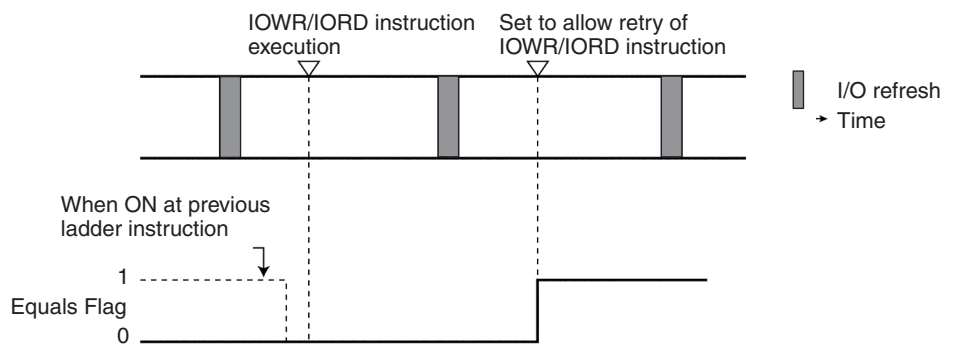 IOWR/IORD instruction
execution
Set to allow retry of
IOWR/IORD instruction
I/O refresh
Time
When ON at previous
ladder instruction
1
Equals Flag
0